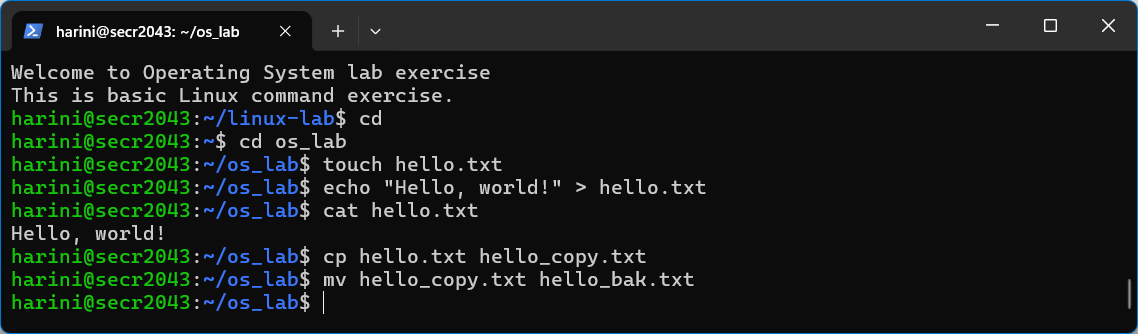 harini@secr2043: ~/os_lab
Welcome to Operating System lab exercise
This is basic Linux command exercise.
harini@secr2043:~/linux-lab$ cd
harini@secr2043:~$ cd os_lab
harini@secr2043:~/os_lab$ touch hello.txt
harini@secr2043:~/os_lab$ echo "Hello, world!" > hello.txt
harini@secr2043:~/os_lab$ cat hello.txt
Hello, world!
harini@secr2043:~/os_lab$ cp hello.txt hello_copy.txt
harini@secr2043:~/os_lab$ mv hello_copy.txt hello_bak.txt
harini@secr2043:~/os_lab$